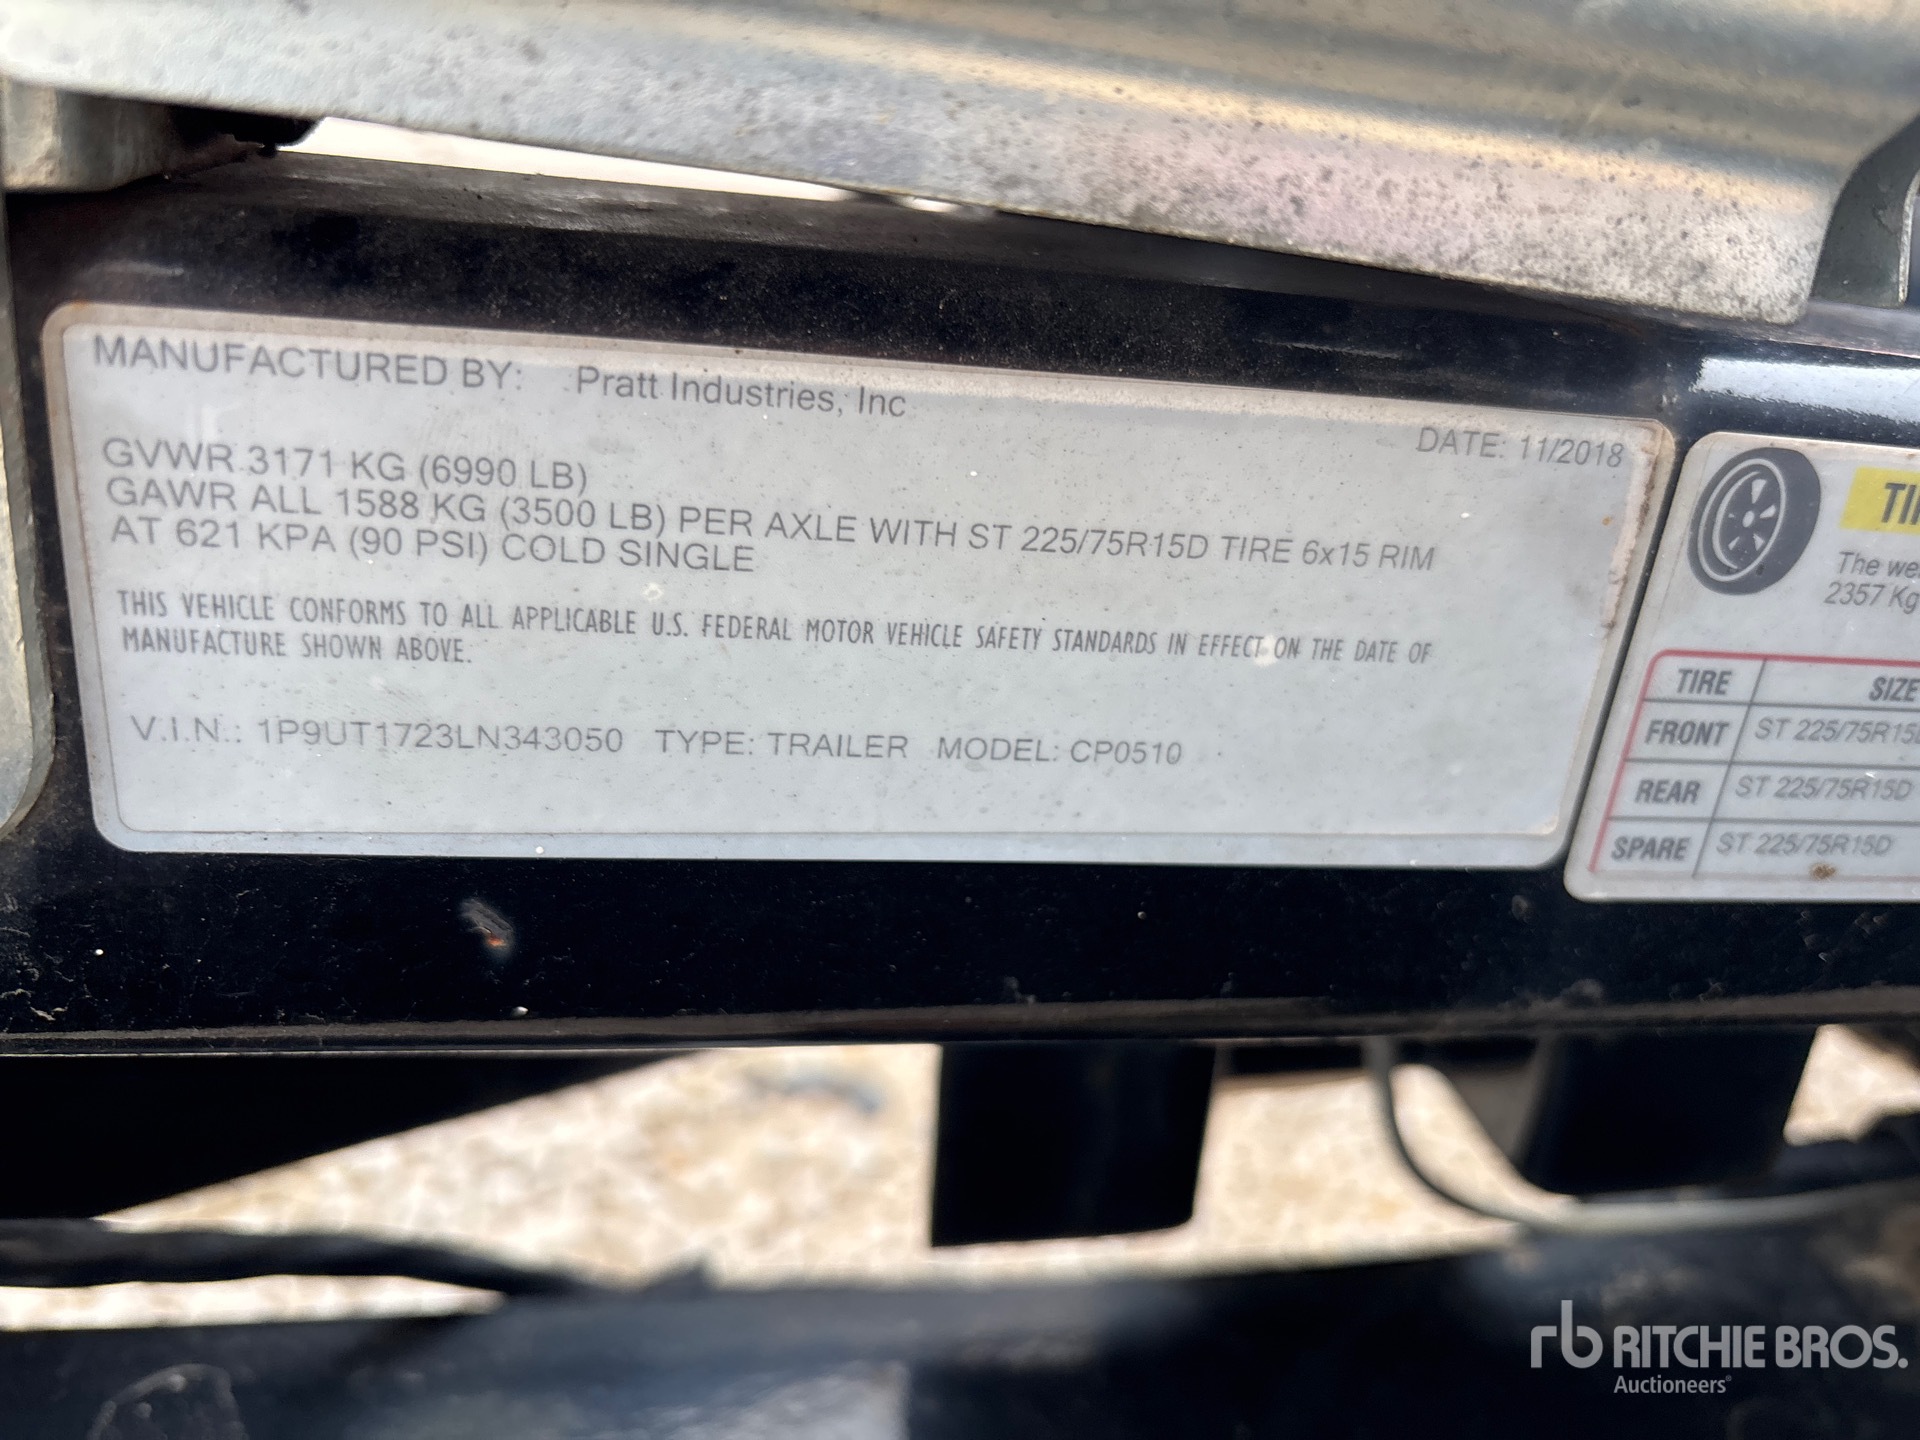 MANUFACTURED BY: Pratt Industries, Inc
DATE: 11/2018
GVWR 3171 KG (6990 LB)
GAWR ALL 1588 KG (3500 LB) PER AXLE WITH ST 225/75R15D TIRE 6x15 RIM
AT 621 KPA (90 PSI) COLD SINGLE
THIS VEHICLE CONFORMS TO ALL APPLICABLE U.S. FEDERAL MOTOR VEHICLE SAFETY STANDARDS IN EFFECT ON THE DATE OF
MANUFACTURE SHOWN ABOVE.
V.I.N.: 1P9UT1723LN343050 TYPE: TRAILER MODEL: CP0510
The
2357 Kg
TIRE SIZE
FRONT ST 225/75R15D
REAR ST 225/75R15D
SPARE ST 225/75R15D
rb RITCHIE BROS.
Auctioneers